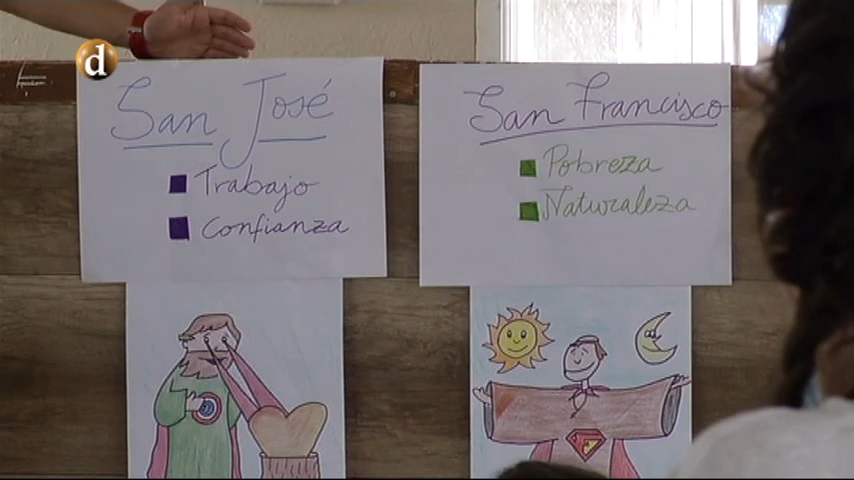 d
San José
Trabajo
Confianza
San Francisco
Pobreza
Naturaleza